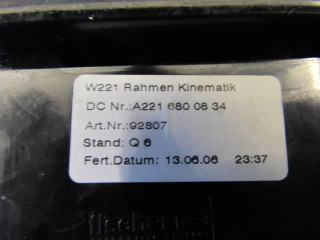 W221 Rahmen Kinematik
DC Nr.:A221 680 08 34
Art.Nr.:92807
Stand: Q 6
Fert.Datum: 13.06.06 23:37
fischer